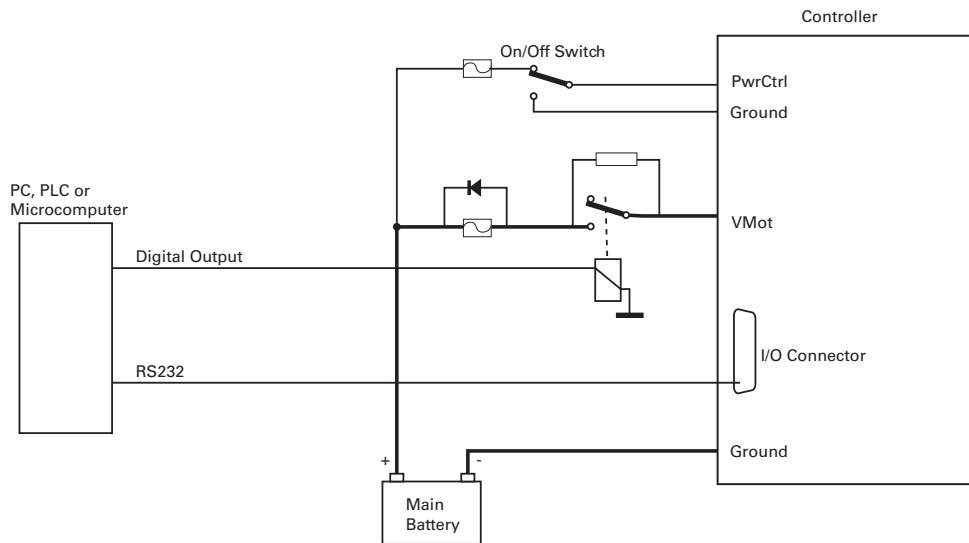 Controller
On/Off Switch
PwrCtrl
Ground
PC, PLC or
Microcomputer
VMot
Digital Output
I/O Connector
RS232
Ground
+ -
Main
Battery